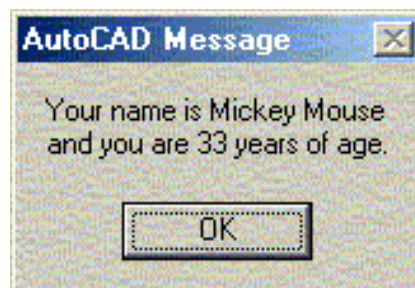 AutoCAD Message
Your name is Mickey Mouse
and you are 33 years of age.
OK